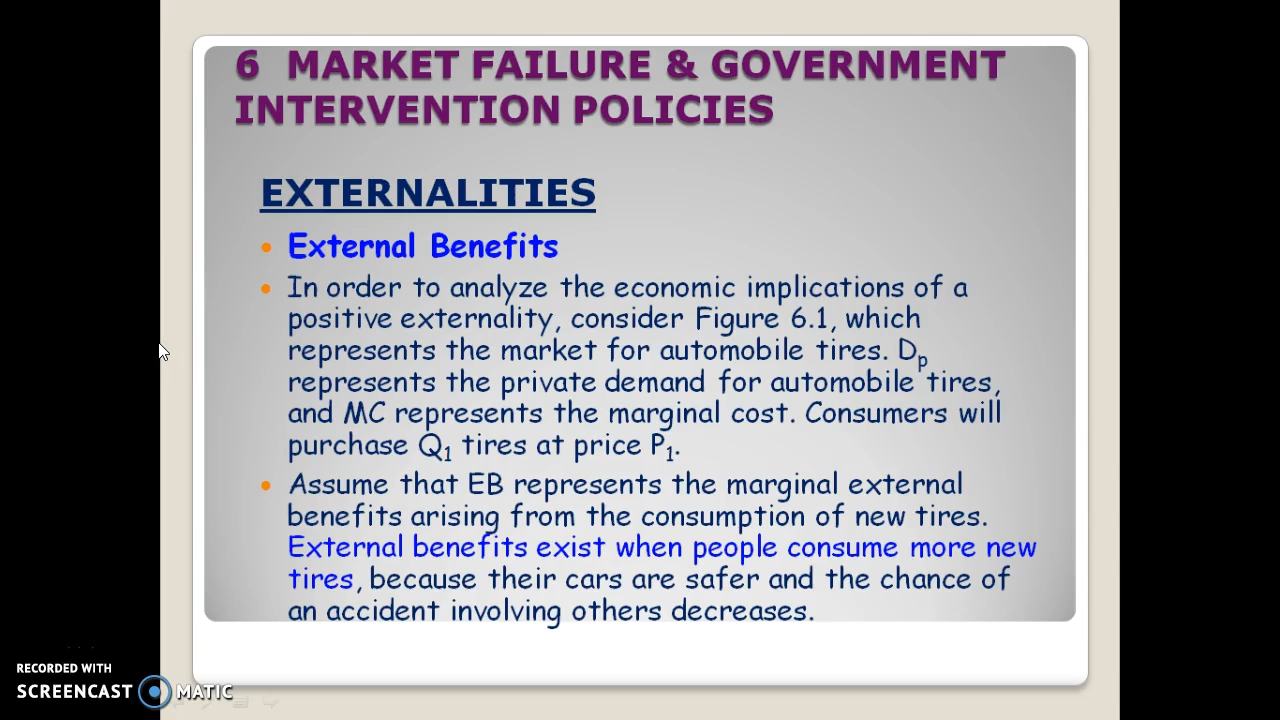 6 MARKET FAILURE & GOVERNMENT
INTERVENTION POLICIES
EXTERNALITIES
• External Benefits
• In order to analyze the economic implications of a
positive externality, consider Figure 6.1, which
represents the market for automobile tires. Dp
represents the private demand for automobile tires,
and MC represents the marginal cost. Consumers will
purchase Q1 tires at price P1.
• Assume that EB represents the marginal external
benefits arising from the consumption of new tires.
External benefits exist when people consume more new
tires, because their cars are safer and the chance of
an accident involving others decreases.
RECORDED WITH
SCREENCAST MATIC